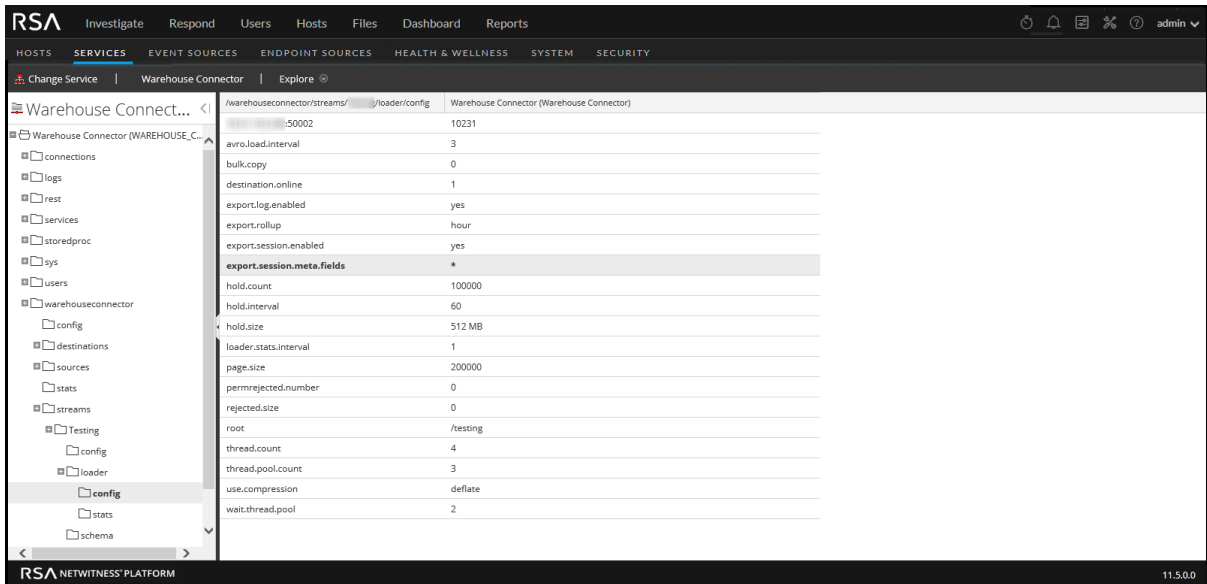 RSA Investigate Respond Users Hosts Files Dashboard Reports admin
HOSTS SERVICES EVENT SOURCES ENDPOINT SOURCES HEALTH & WELLNESS SYSTEM SECURITY
Change Service | Warehouse Connector | Explore
Warehouse Connect...
Warehouse Connector (WAREHOUSE_C...
connections
logs
rest
services
storedproc
sys
users
warehouseconnector
config
destinations
sources
stats
streams
Testing
config
loader
config
stats
schema
/warehouseconnector/streams/ /loader/config Warehouse Connector (Warehouse Connector)
:50002 10231
avro.load.interval 3
bulk.copy 0
destination.online 1
export.log.enabled yes
export.rollup hour
export.session.enabled yes
export.session.meta.fields *
hold.count 100000
hold.interval 60
hold.size 512 MB
loader.stats.interval 1
page.size 200000
permrejected.number 0
rejected.size 0
root /testing
thread.count 4
thread.pool.count 3
use.compression deflate
wait.thread.pool 2
RSA NETWITNESS® PLATFORM 11.5.0.0